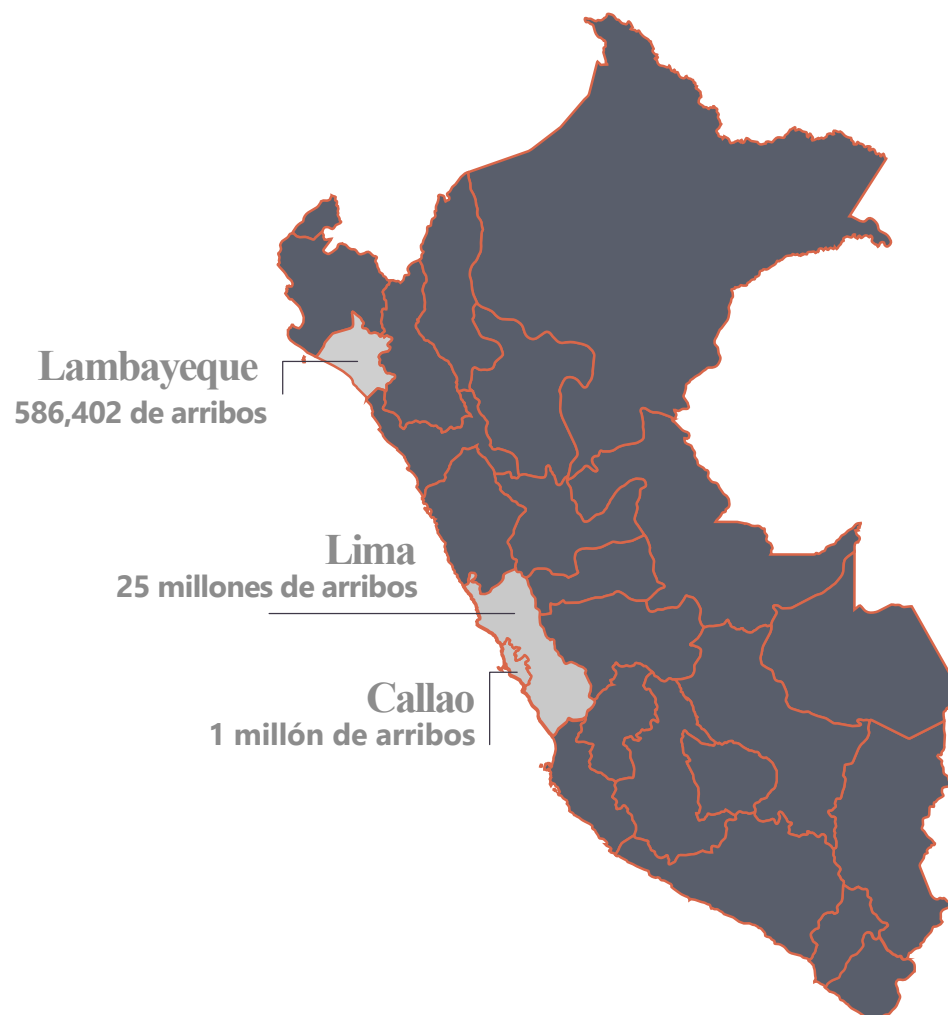 Lambayeque
586,402 de arribos
Lima
25 millones de arribos
Callao
1 millón de arribos